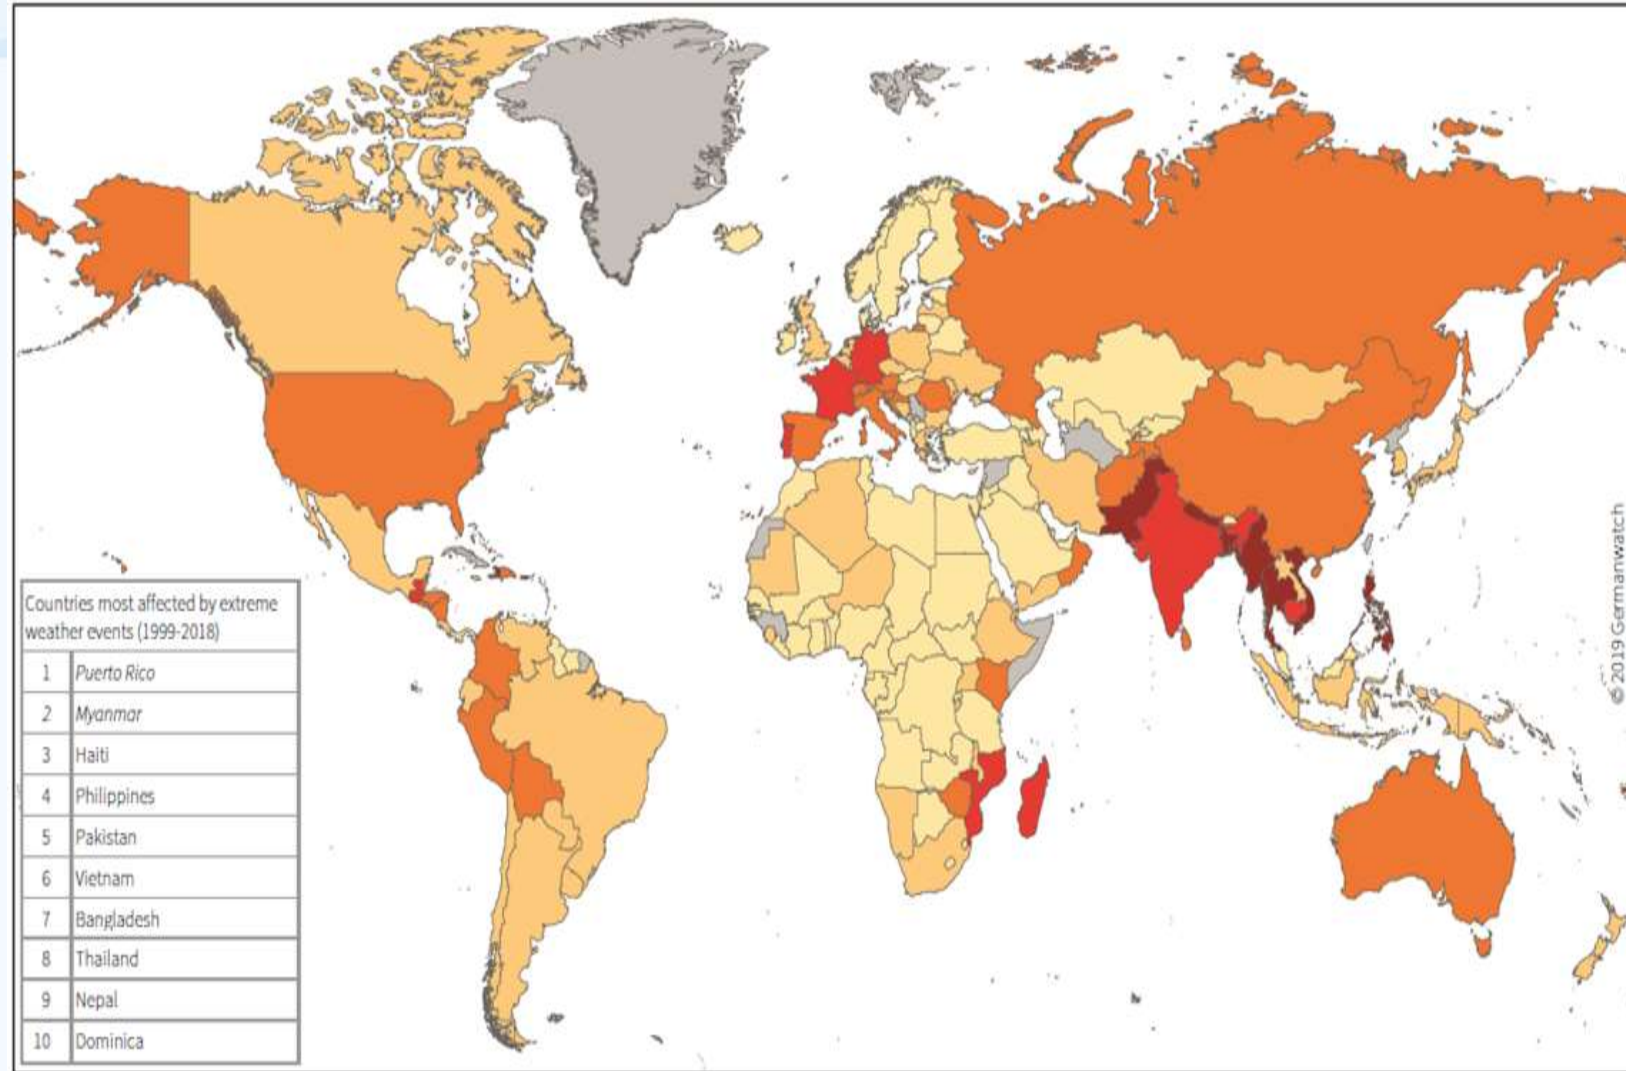 Countries most affected by extreme
weather events (1999-2018)
1 Puerto Rico
2 Myanmar
3 Haiti
4 Philippines
5 Pakistan
6 Vietnam
7 Bangladesh
8 Thailand
9 Nepal
10 Dominica
© 2019 Germanwatch